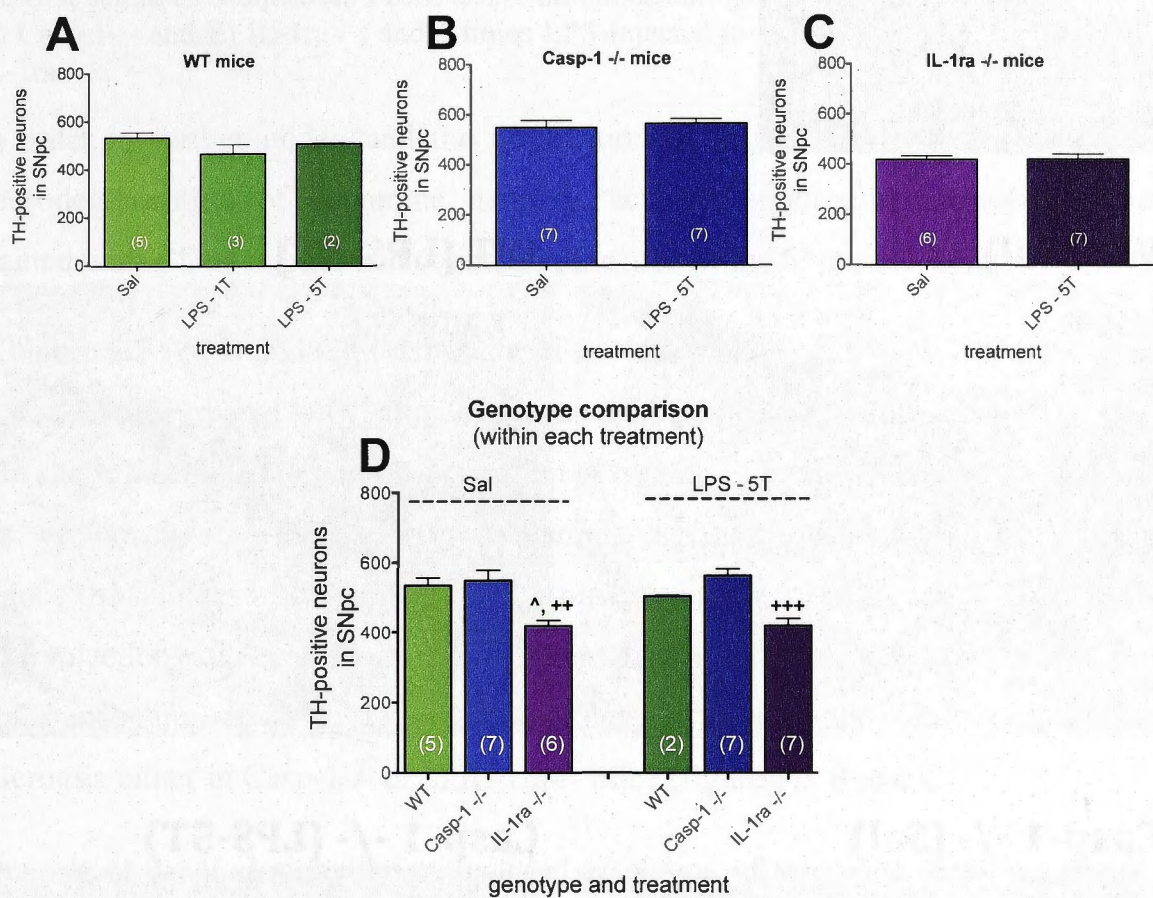 A
WT mice
TH-positive neurons
in SNpc
800
600
400
200
0
(5)
(3)
(2)
Sal
LPS - 1T
LPS - 5T
treatment
B
Casp-1 -/- mice
TH-positive neurons
in SNpc
800
600
400
200
0
(7)
(7)
Sal
LPS - 5T
treatment
C
IL-1ra -/- mice
TH-positive neurons
in SNpc
800
600
400
200
0
(6)
(7)
Sal
LPS - 5T
treatment
Genotype comparison
(within each treatment)
D
Sal
LPS - 5T
TH-positive neurons
in SNpc
800
600
400
200
0
^, ++
+++
(5)
(7)
(6)
(2)
(7)
(7)
WT
Casp-1 -/-
IL-1ra -/-
WT
Casp-1 -/-
IL-1ra -/-
genotype and treatment